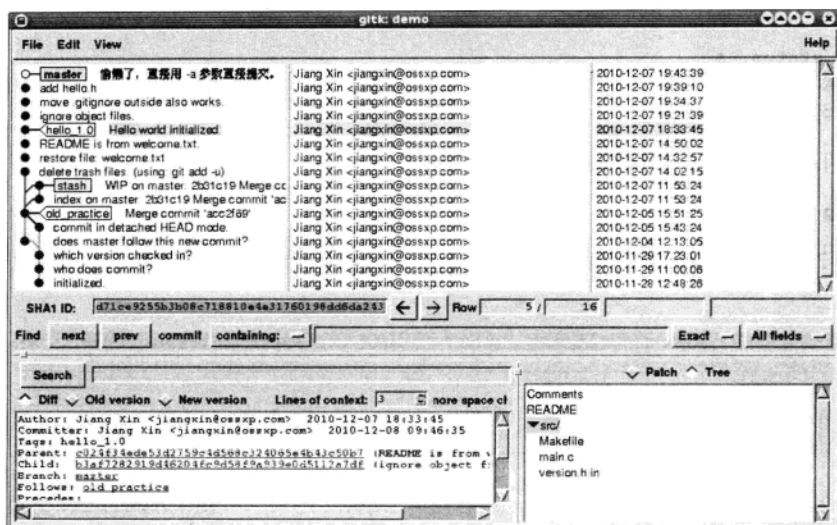 gitk: demo
File Edit View Help
master 偷懒了,直接用 -a 参数直接提交。 Jiang Xin <jiangxin@ossxp.com> 2010-12-07 19:43:39
add hello.h Jiang Xin <jiangxin@ossxp.com> 2010-12-07 19:39:10
move .gitignore outside also works. Jiang Xin <jiangxin@ossxp.com> 2010-12-07 19:34:37
ignore object files. Jiang Xin <jiangxin@ossxp.com> 2010-12-07 19:21:39
hello_1.0 Hello world initialized. Jiang Xin <jiangxin@ossxp.com> 2010-12-07 18:33:45
README is from welcome.txt. Jiang Xin <jiangxin@ossxp.com> 2010-12-07 14:50:02
restore file: welcome.txt Jiang Xin <jiangxin@ossxp.com> 2010-12-07 14:32:57
delete trash files. (using: git add -u) Jiang Xin <jiangxin@ossxp.com> 2010-12-07 14:02:15
stash WIP on master: 2b31c19 Merge cc Jiang Xin <jiangxin@ossxp.com> 2010-12-07 11:53:24
index on master: 2b31c19 Merge commit 'ac Jiang Xin <jiangxin@ossxp.com> 2010-12-07 11:53:24
old_practice Merge commit 'acc2f69' Jiang Xin <jiangxin@ossxp.com> 2010-12-05 15:51:25
commit in detached HEAD mode. Jiang Xin <jiangxin@ossxp.com> 2010-12-05 15:43:24
does master follow this new commit? Jiang Xin <jiangxin@ossxp.com> 2010-12-04 12:13:05
which version checked in? Jiang Xin <jiangxin@ossxp.com> 2010-11-29 17:23:01
who does commit? Jiang Xin <jiangxin@ossxp.com> 2010-11-29 11:00:06
initialized. Jiang Xin <jiangxin@ossxp.com> 2010-11-28 12:48:26
SHA1 ID: d71ce9255b3b08c718810e4e31760198dd6da243 Row 5 / 16
Find next prev commit containing: Exact All fields
Search
Diff Old version New version Lines of context: 3 nore space cl
Patch Tree
Author: Jiang Xin <jiangxin@ossxp.com> 2010-12-07 18:33:45
Committer: Jiang Xin <jiangxin@ossxp.com> 2010-12-08 09:46:35
Tags: hello_1.0
Parent: c024f34ede53d2759c4d568c324065e4b43c50b7 (README is from
Child: b3af7282919d46204fc9d58f9a939e0d5112a7df (ignore object f
Branch: master
Follows: old_practice
Precedes:
Comments
README
src/
Makefile
main.c
version.h.in